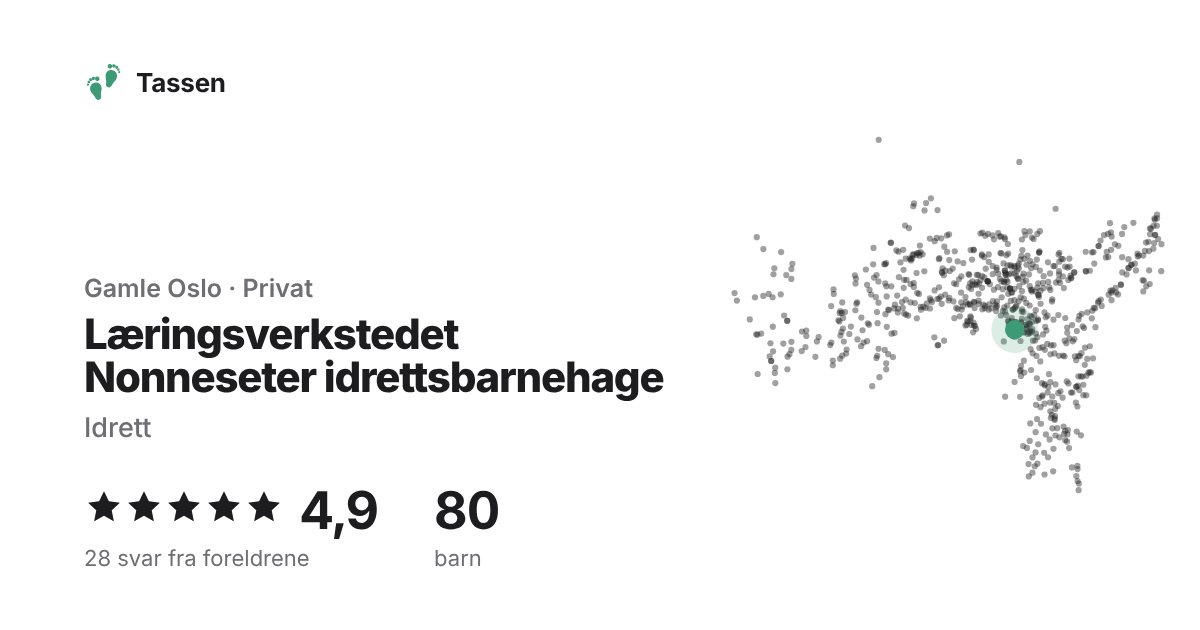 Tassen
Gamle Oslo · Privat
Læringsverkstedet
Nonneseter idrettsbarnehage
Idrett
4,9
28 svar fra foreldrene
80
barn